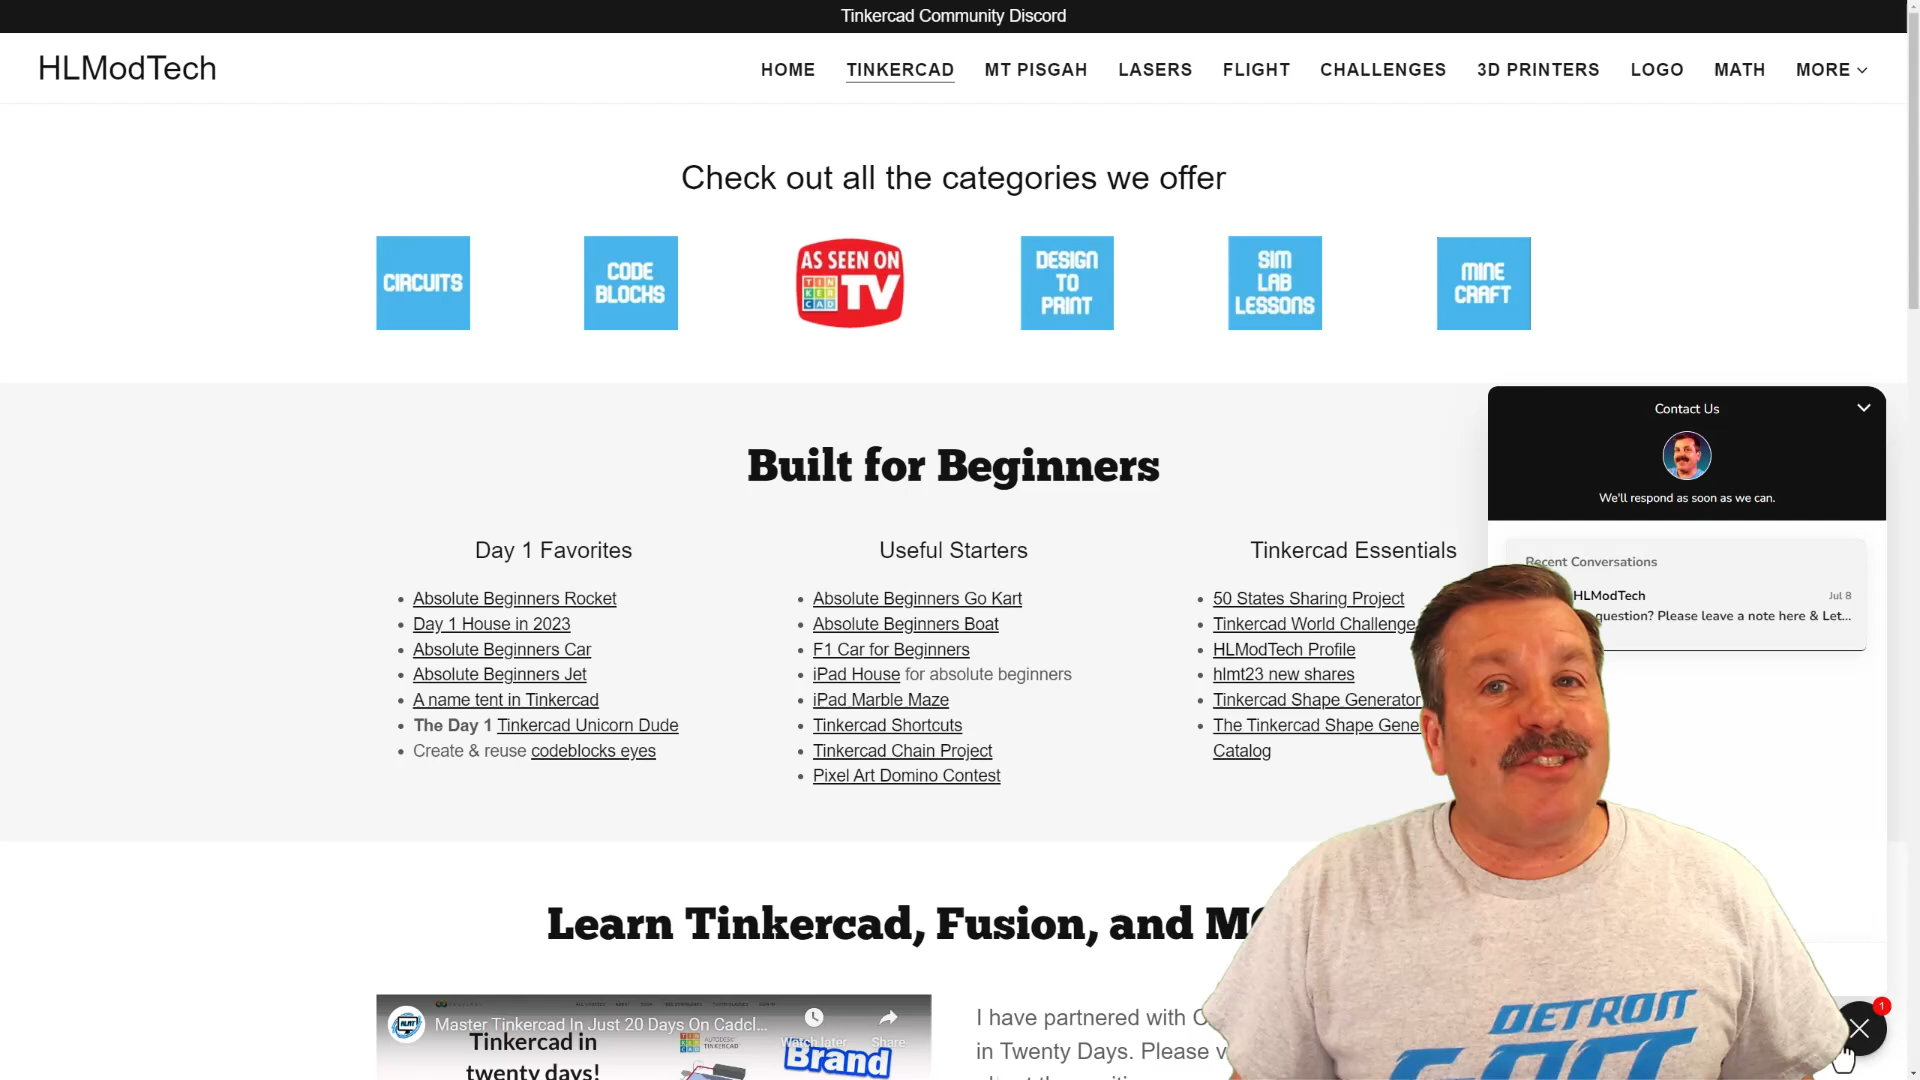 Tinkercad Community Discord
HLModTech
HOME TINKERCAD MT PISGAH LASERS FLIGHT CHALLENGES 3D PRINTERS LOGO MATH MORE
Check out all the categories we offer
CIRCUITS
CODE
BLOCKS
AS SEEN ON
TIN
KER
CAD
TV
DESIGN
TO
PRINT
SIM
LAB
LESSONS
MINE
CRAFT
Built for Beginners
Day 1 Favorites
Absolute Beginners Rocket
Day 1 House in 2023
Absolute Beginners Car
Absolute Beginners Jet
A name tent in Tinkercad
The Day 1 Tinkercad Unicorn Dude
Create & reuse codeblocks eyes
Useful Starters
Absolute Beginners Go Kart
Absolute Beginners Boat
F1 Car for Beginners
iPad House for absolute beginners
iPad Marble Maze
Tinkercad Shortcuts
Tinkercad Chain Project
Pixel Art Domino Contest
Tinkercad Essentials
50 States Sharing Project
Tinkercad World Challenge
HLModTech Profile
hlmt23 new shares
Tinkercad Shape Generator
The Tinkercad Shape Gene
Catalog
Contact Us
We'll respond as soon as we can.
Recent Conversations
HLModTech Jul 8
question? Please leave a note here & Let...
Learn Tinkercad, Fusion, and
HLMT
Master Tinkercad In Just 20 Days On Cadcl...
Watch later
Share
Tinkercad in
twenty days!
AUTODESK
TINKERCAD
Brand
I have partnered with
in Twenty Days. Please
DETROIT
1